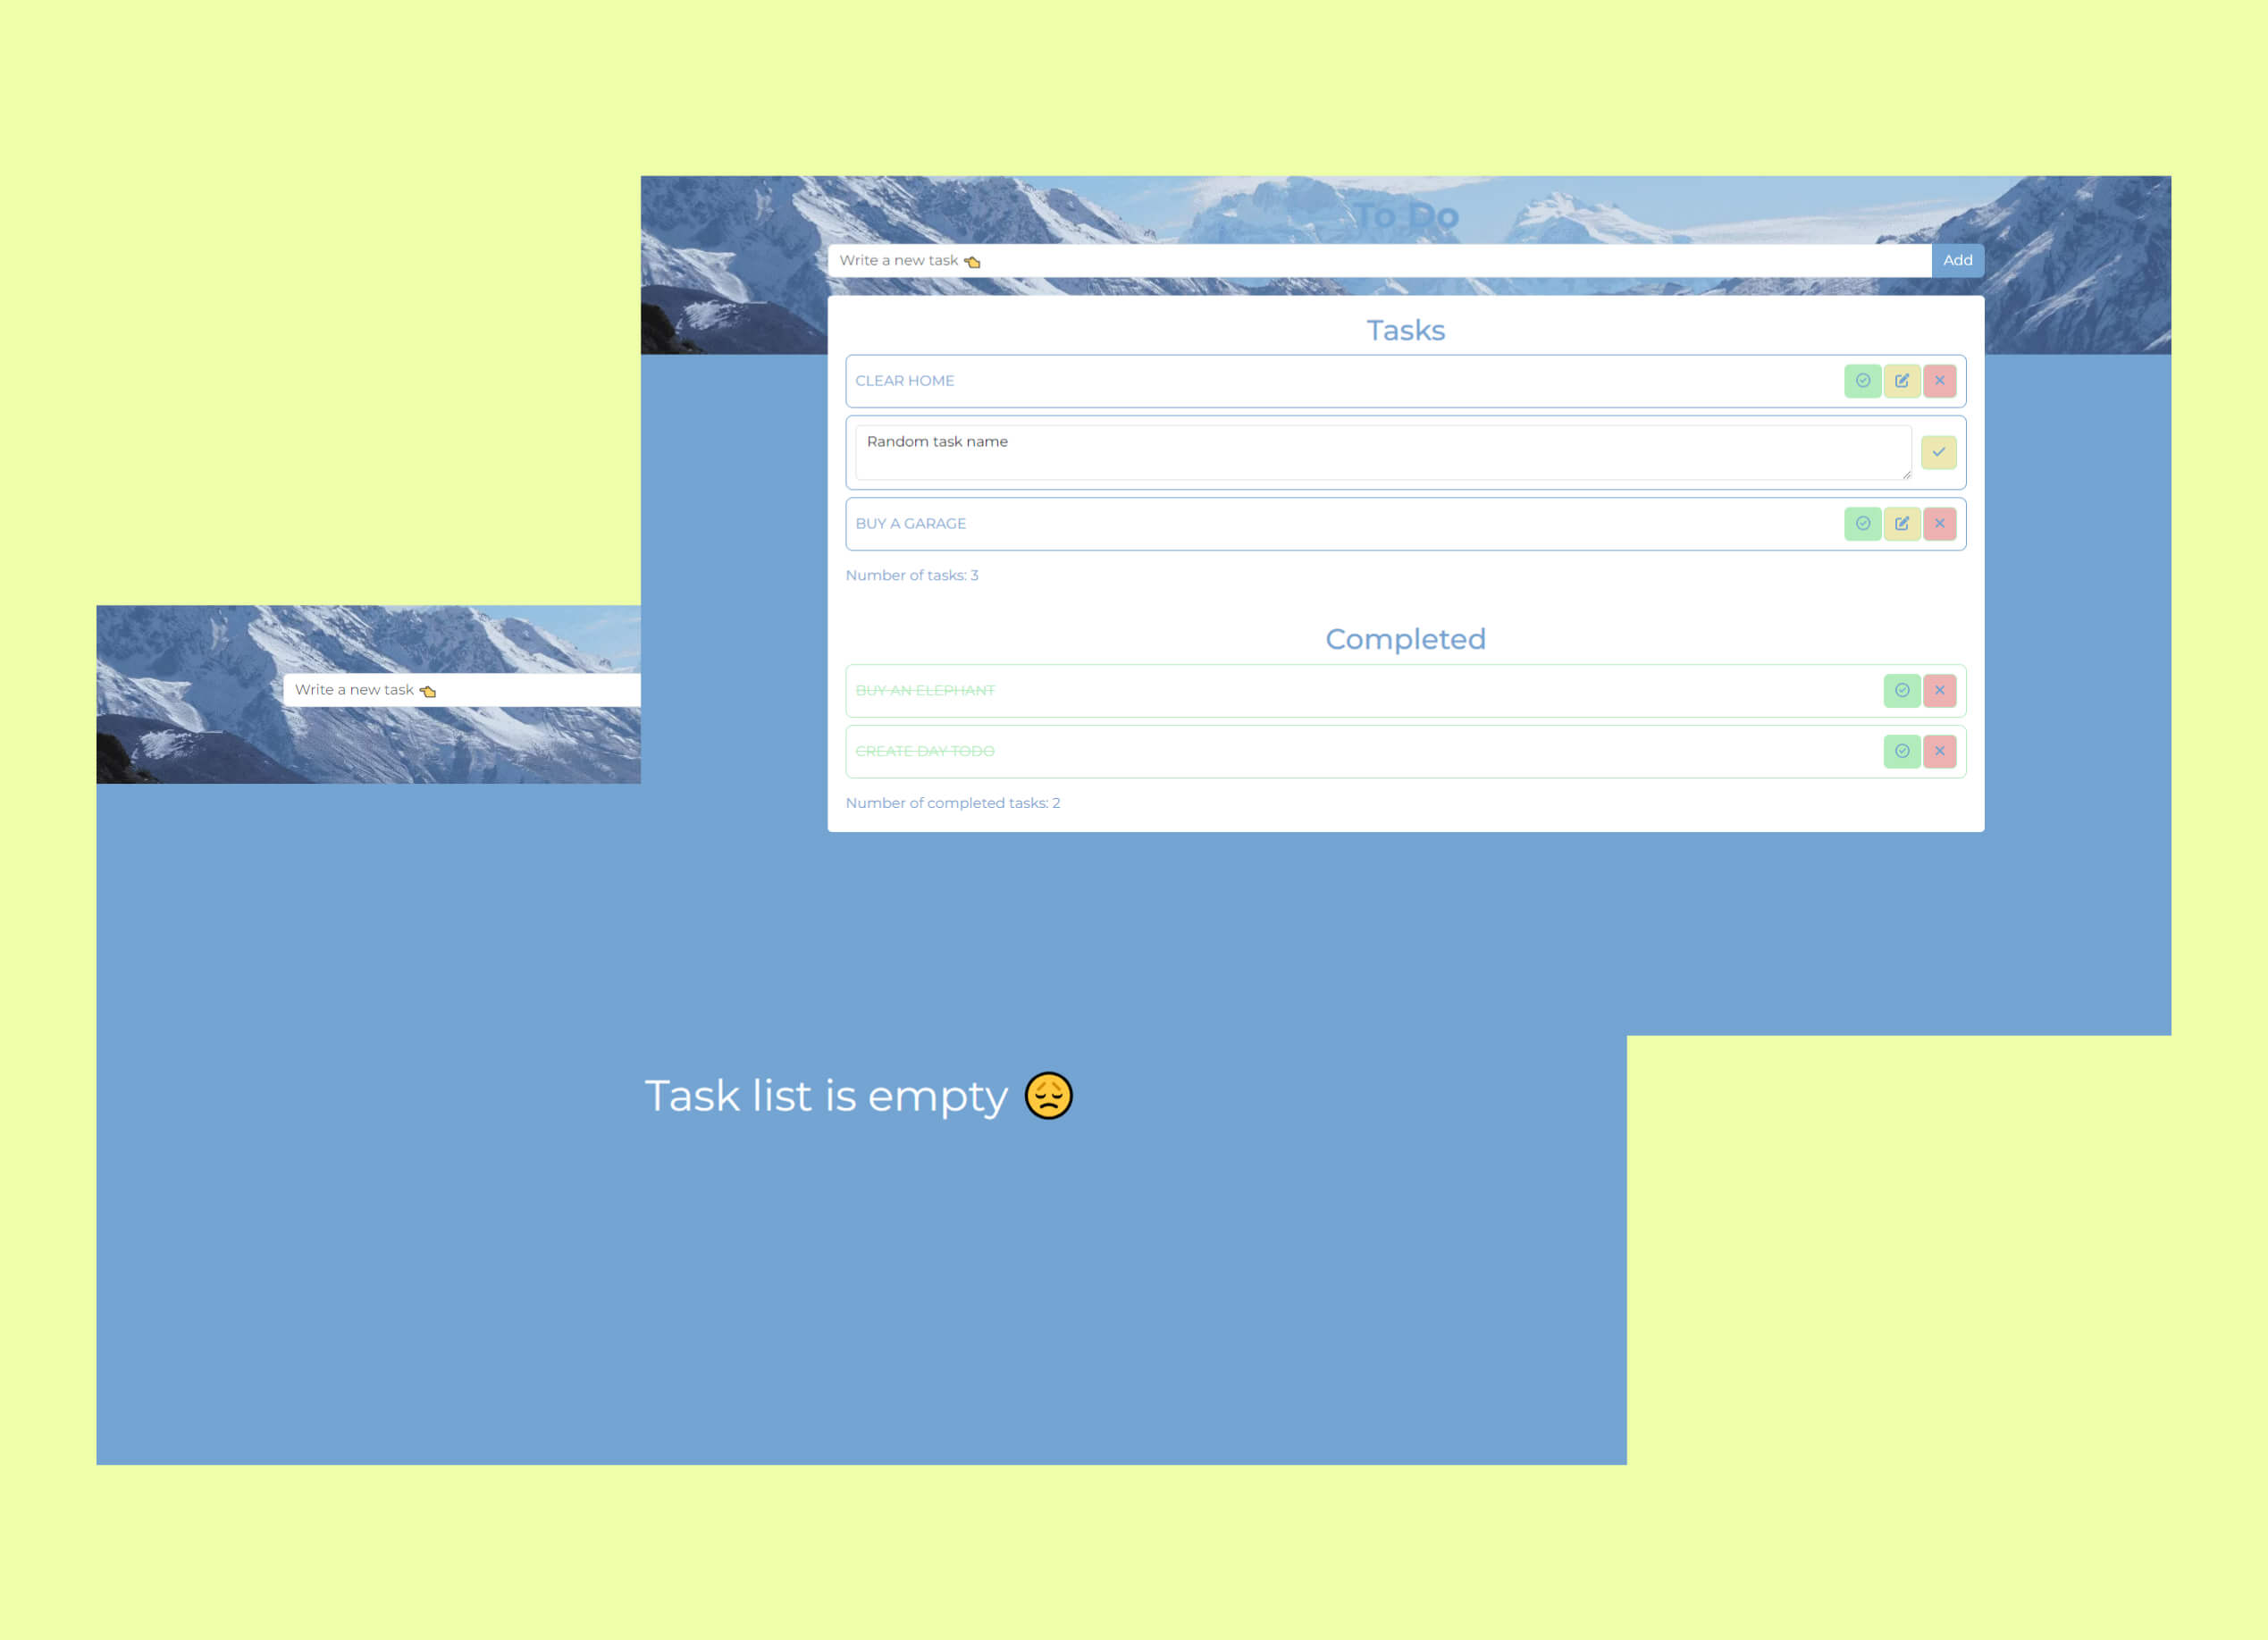 To Do
Write a new task 👈
Add
Tasks
CLEAR HOME
Random task name
BUY A GARAGE
Number of tasks: 3
Completed
BUY AN ELEPHANT
CREATE DAY TODO
Number of completed tasks: 2
Write a new task 👈
Task list is empty 😔